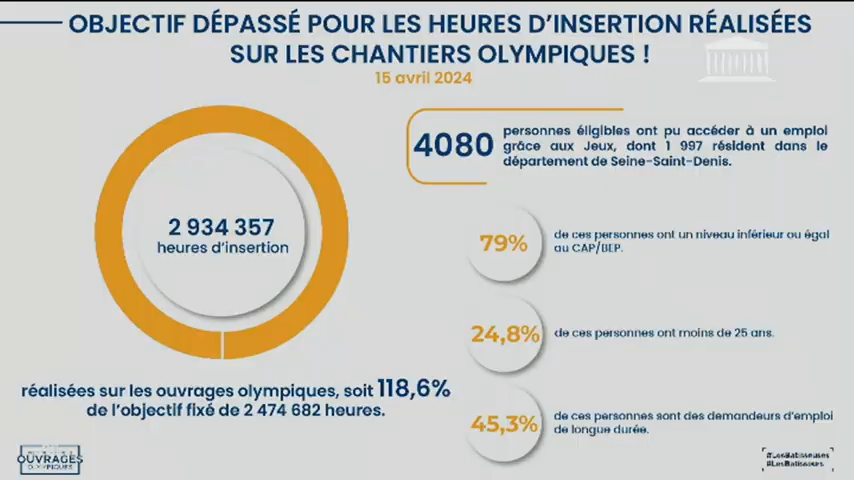 OBJECTIF DÉPASSÉ POUR LES HEURES D'INSERTION RÉALISÉES
SUR LES CHANTIERS OLYMPIQUES !
15 avril 2024
2 934 357
heures d'insertion
réalisées sur les ouvrages olympiques, soit 118,6%
de l'objectif fixé de 2 474 682 heures.
4080
personnes éligibles ont pu accéder à un emploi
grâce aux Jeux, dont 1 997 résident dans le
département de Seine-Saint-Denis.
79%
de ces personnes ont un niveau inférieur ou égal
au CAP/BEP.
24,8%
de ces personnes ont moins de 25 ans.
45,3%
de ces personnes sont des demandeurs d'emploi
de longue durée.
OUVRAGES
OLYMPIQUES
#LesBatisseuses
#LesBatisseurs